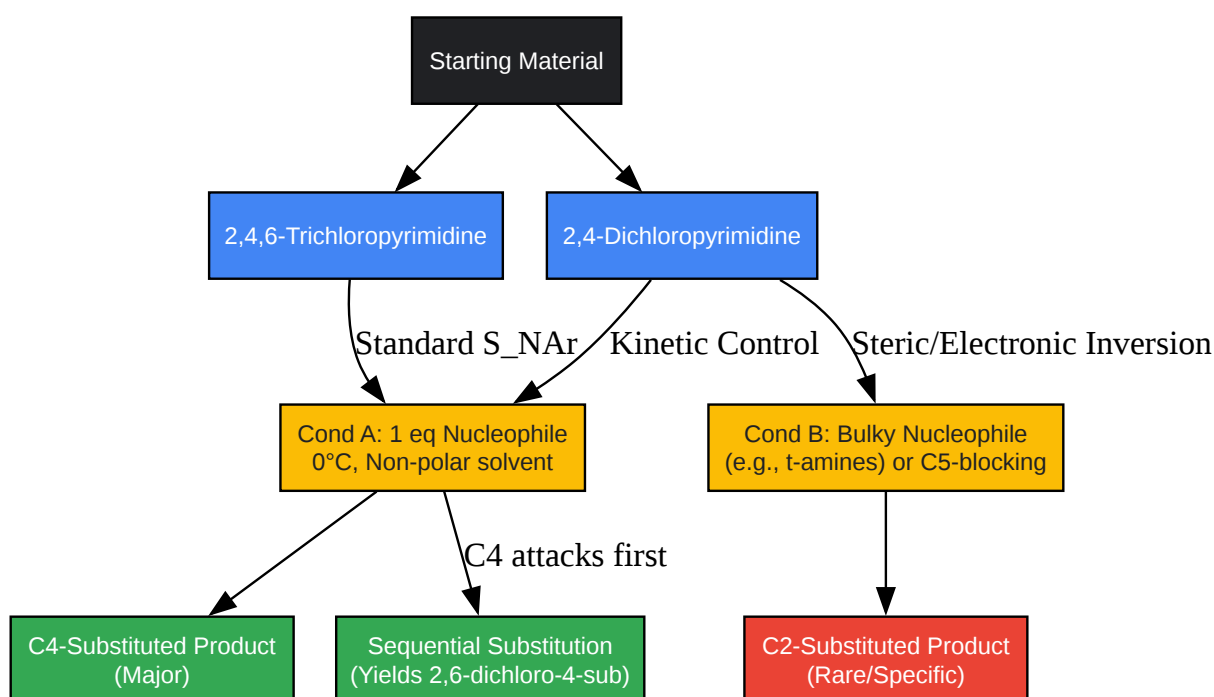 Starting Material
2,4,6-Trichloropyrimidine
2,4-Dichloropyrimidine
Standard S_NAr
Kinetic Control
Steric/Electronic Inversion
Cond A: 1 eq Nucleophile
0°C, Non-polar solvent
Cond B: Bulky Nucleophile
(e.g., t-amines) or C5-blocking
C4 attacks first
C4-Substituted Product
(Major)
Sequential Substitution
(Yields 2,6-dichloro-4-sub)
C2-Substituted Product
(Rare/Specific)